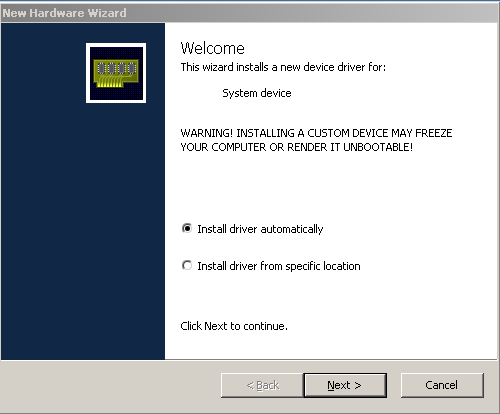 New Hardware Wizard
Welcome
This wizard installs a new device driver for:
System device
WARNING! INSTALLING A CUSTOM DEVICE MAY FREEZE
YOUR COMPUTER OR RENDER IT UNBOOTABLE!
Install driver automatically
Install driver from specific location
Click Next to continue.
< Back
Next >
Cancel